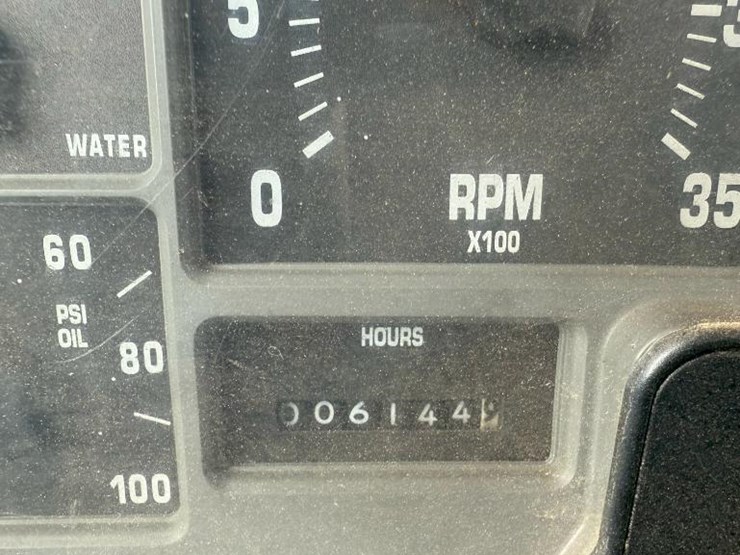 5
WATER
0
RPM
X100
35
60
PSI
OIL
80
100
HOURS
006144